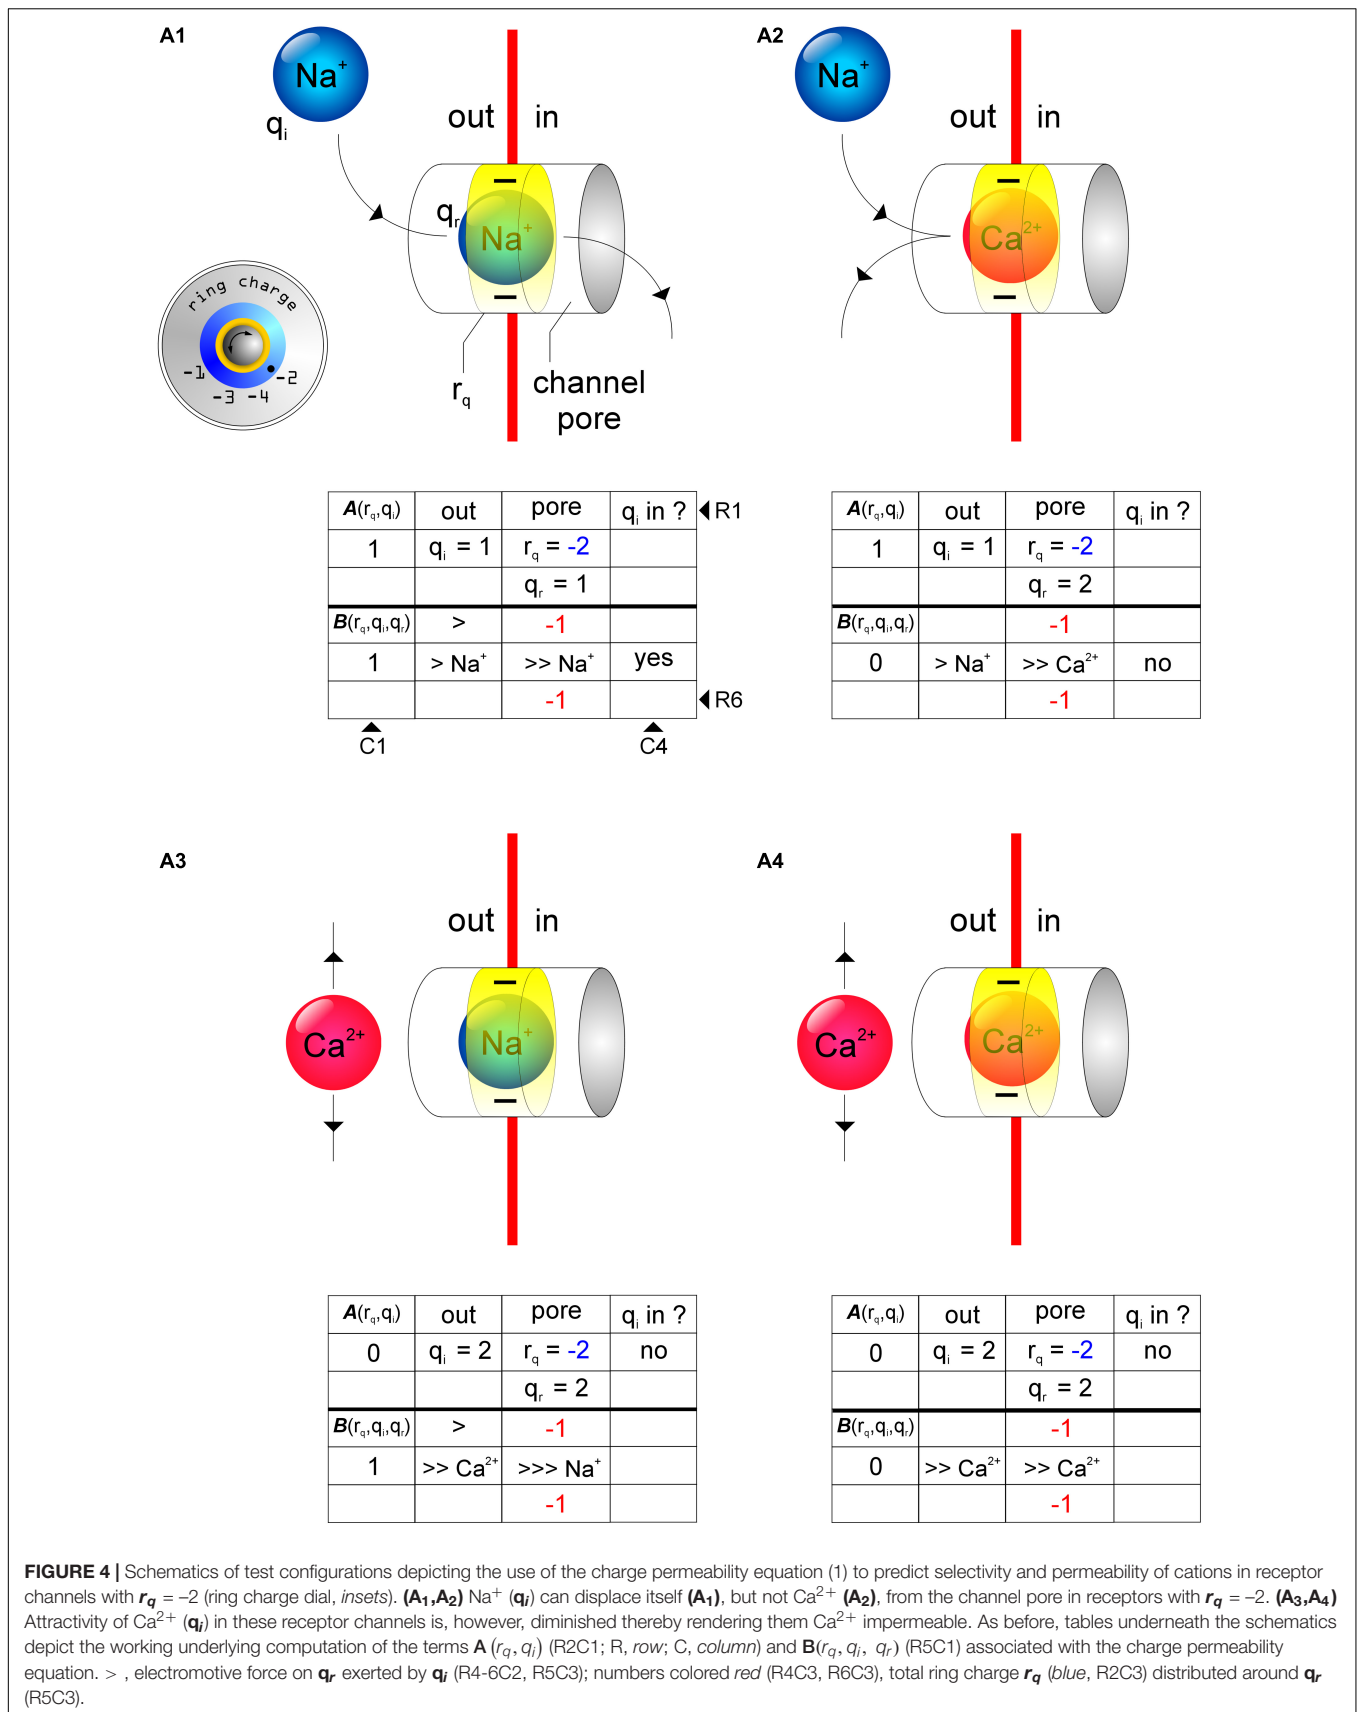 A1
A2
Na+
Na+
qi
out in
out in
qr
Na+
Ca2+
ring charge
-1
-2
-3 -4
rq
channel
pore
A(rq,qi) out pore qi in ? R1
1 qi = 1 rq = -2
qr = 1
B(rq,qi,qr) > -1
1 > Na+ >> Na+ yes
-1 R6
C1 C4
A(rq,qi) out pore qi in ?
1 qi = 1 rq = -2
qr = 2
B(rq,qi,qr) -1
0 > Na+ >> Ca2+ no
-1
A3
A4
out in
out in
Ca2+
Na+
Ca2+
Ca2+
A(rq,qi) out pore qi in ?
0 qi = 2 rq = -2 no
qr = 2
B(rq,qi,qr) > -1
1 >> Ca2+ >>> Na+
-1
A(rq,qi) out pore qi in ?
0 qi = 2 rq = -2 no
qr = 2
B(rq,qi,qr) -1
0 >> Ca2+ >> Ca2+
-1
FIGURE 4 | Schematics of test configurations depicting the use of the charge permeability equation (1) to predict selectivity and permeability of cations in receptor
channels with rq = –2 (ring charge dial, insets). (A1,A2) Na+ (qi) can displace itself (A1), but not Ca2+ (A2), from the channel pore in receptors with rq = –2. (A3,A4)
Attractivity of Ca2+ (qi) in these receptor channels is, however, diminished thereby rendering them Ca2+ impermeable. As before, tables underneath the schematics
depict the working underlying computation of the terms A (rq, qi) (R2C1; R, row; C, column) and B(rq, qi, qr) (R5C1) associated with the charge permeability
equation. > , electromotive force on qr exerted by qi (R4-6C2, R5C3); numbers colored red (R4C3, R6C3), total ring charge rq (blue, R2C3) distributed around qr
(R5C3).